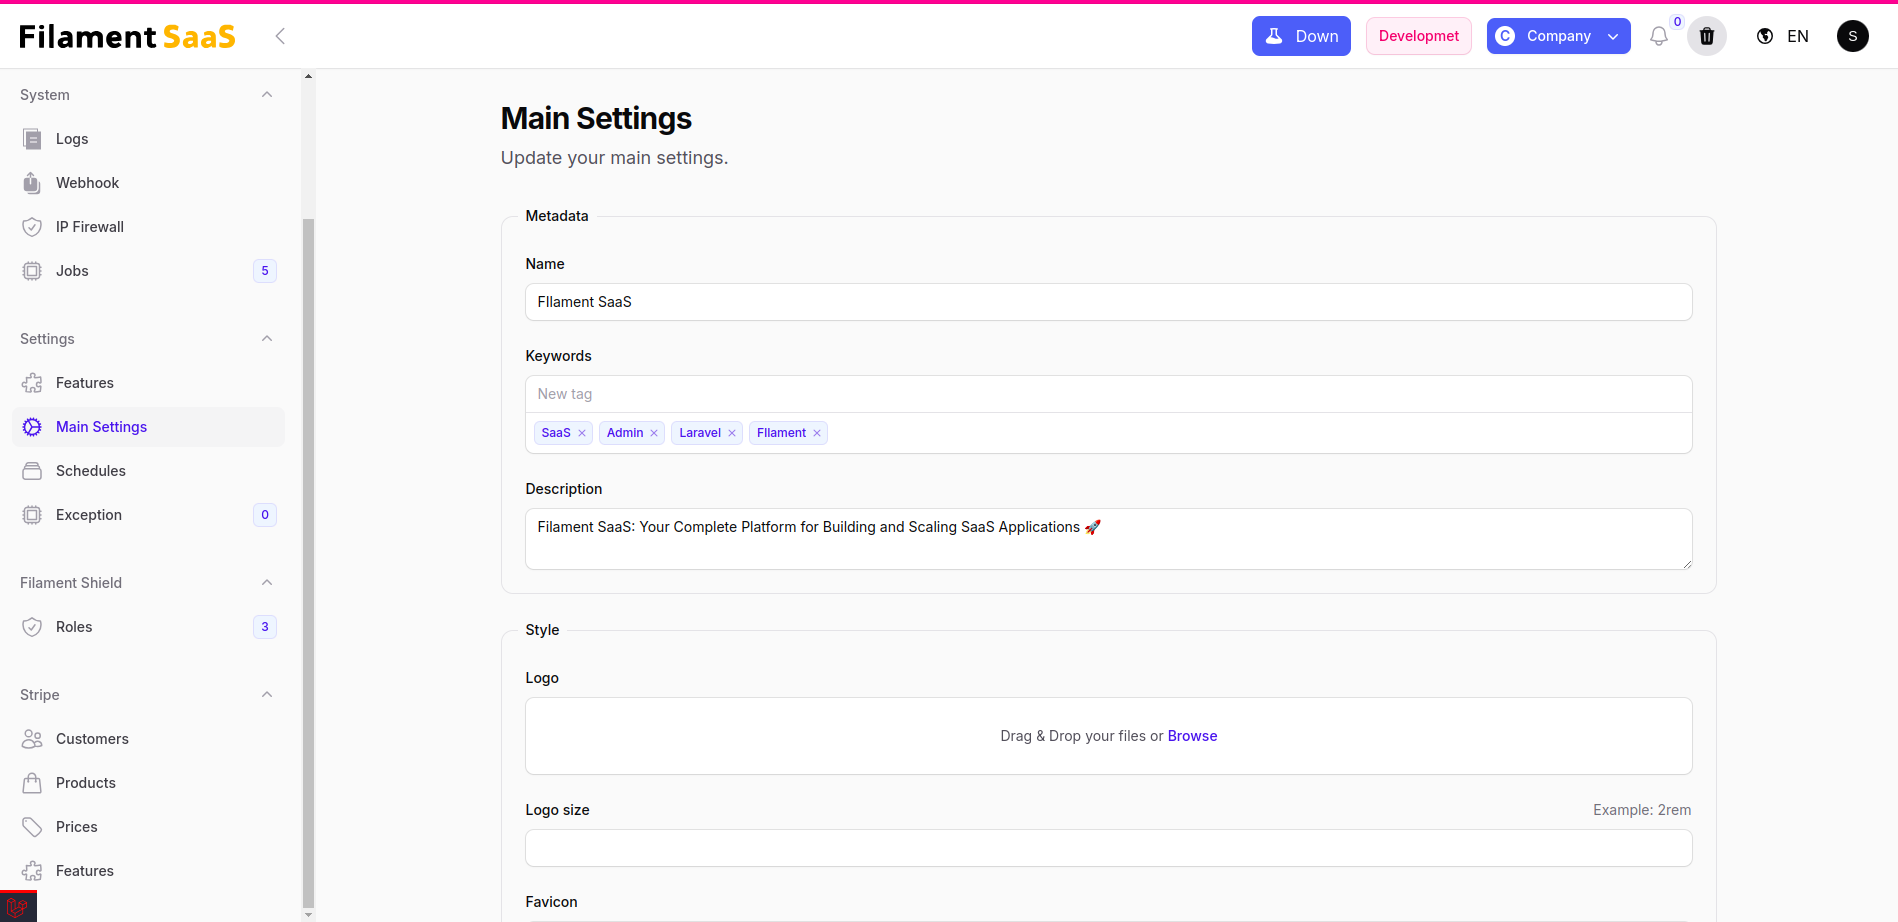 Filament SaaS
Down
Developmet
C Company
0
EN
S
System
Logs
Webhook
IP Firewall
Jobs 5
Settings
Features
Main Settings
Schedules
Exception 0
Filament Shield
Roles 3
Stripe
Customers
Products
Prices
Features
Main Settings
Update your main settings.
Metadata
Name
FIlament SaaS
Keywords
New tag
SaaS Admin Laravel FIlament
Description
Filament SaaS: Your Complete Platform for Building and Scaling SaaS Applications 🚀
Style
Logo
Drag & Drop your files or Browse
Logo size Example: 2rem
Favicon